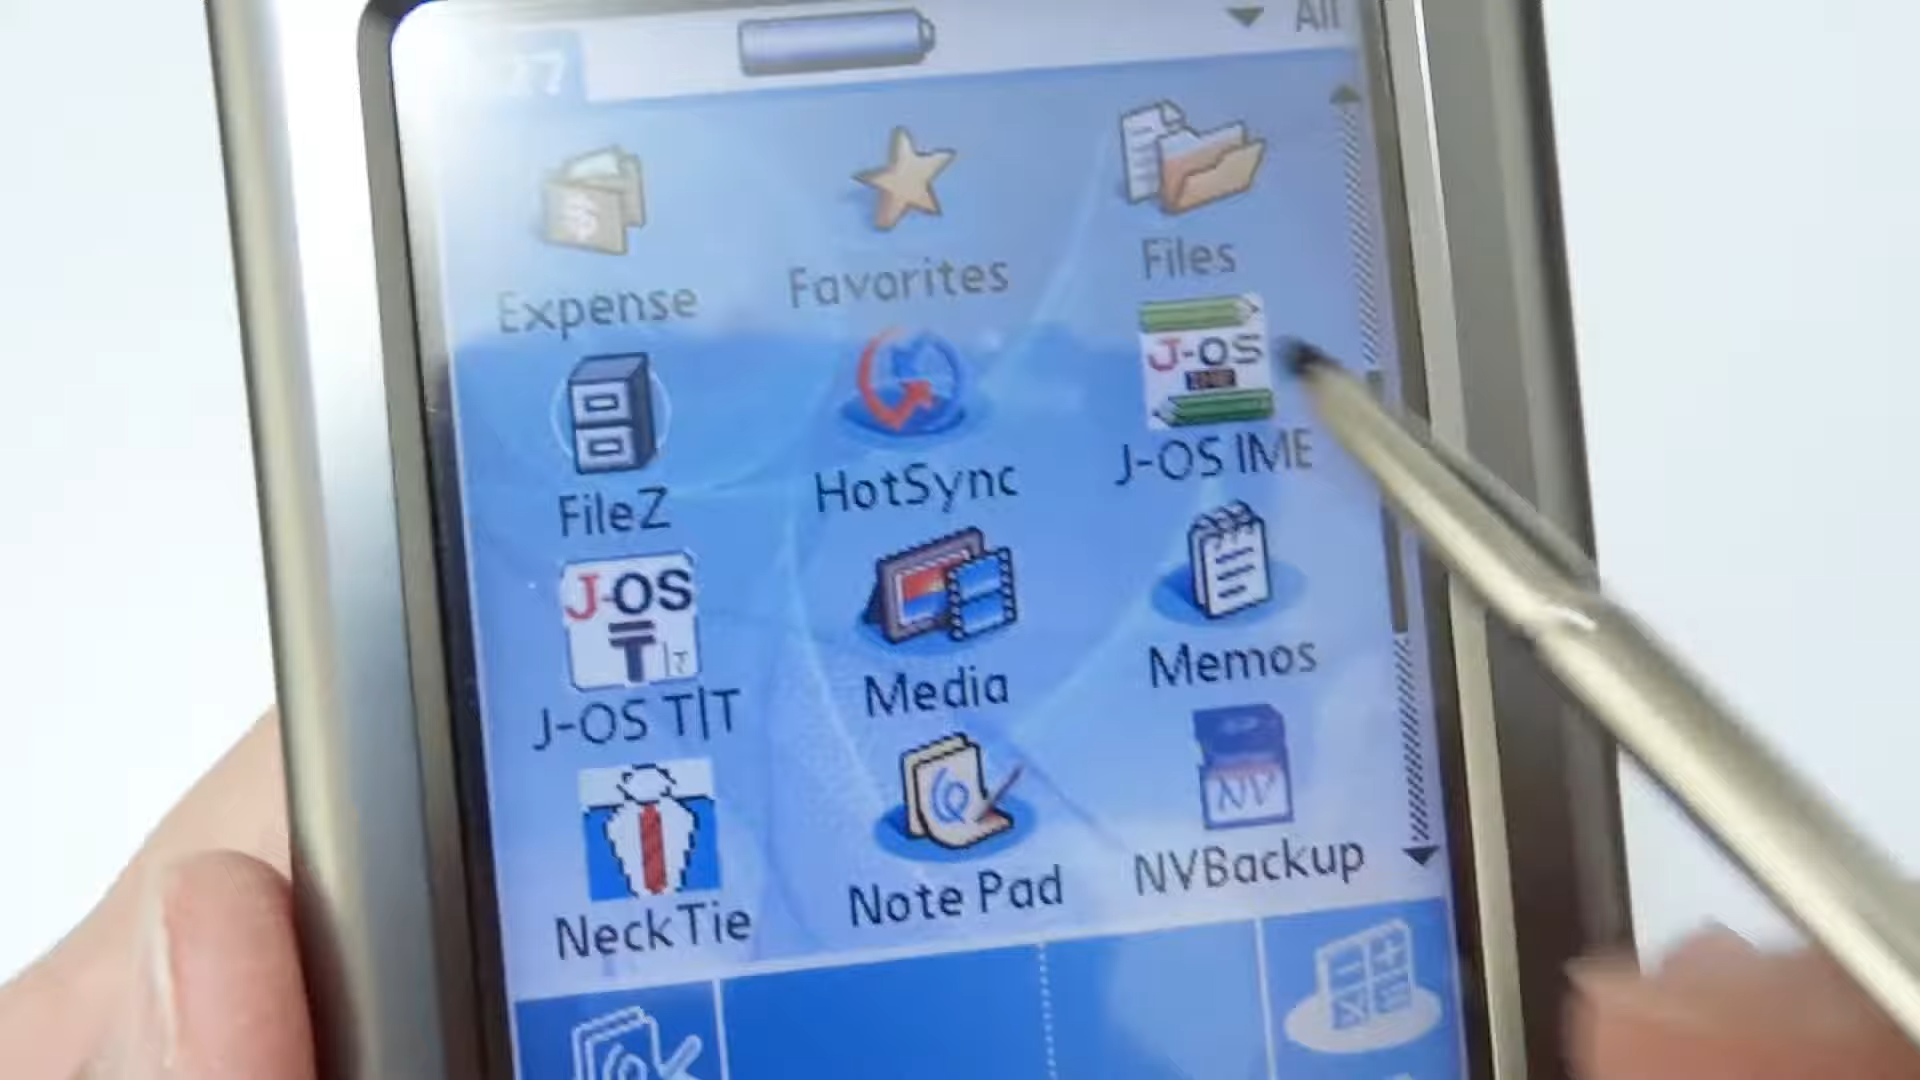 All
Expense
Favorites
Files
J-OS
FileZ
HotSync
J-OS IME
J-OS
T|T
J-OS T|T
Media
Memos
NV
NeckTie
Note Pad
NVBackup